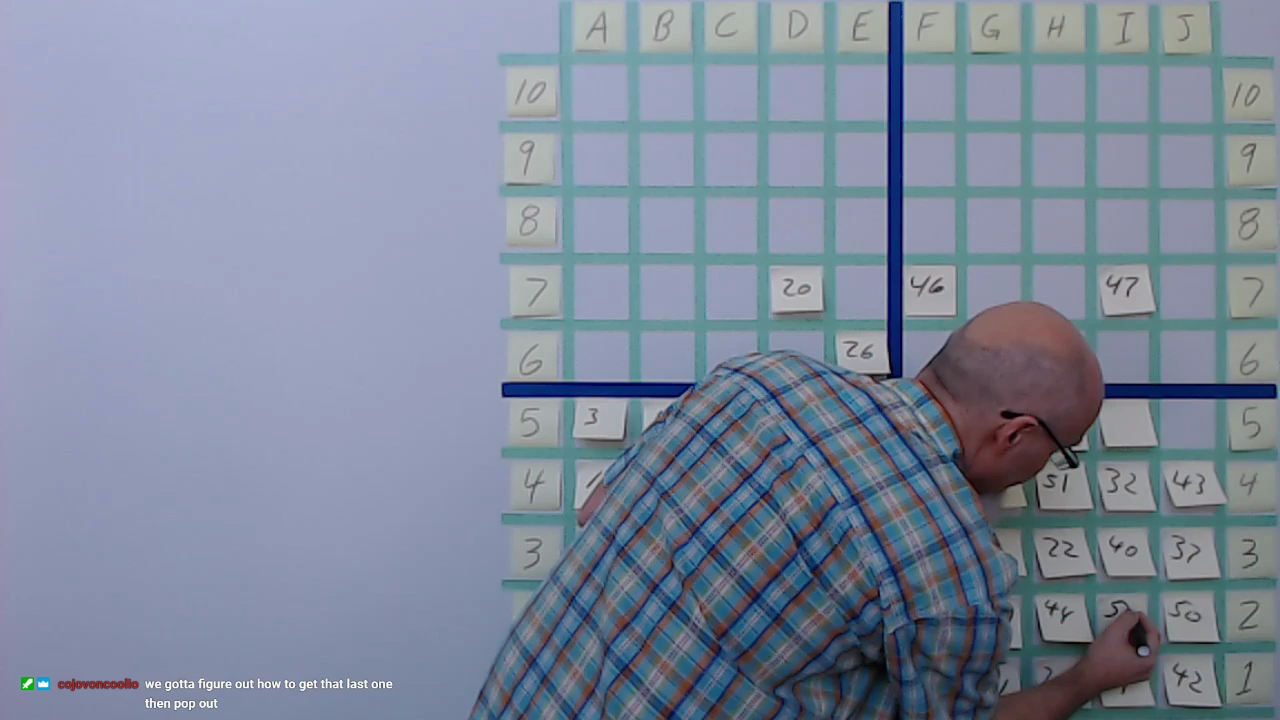 A B C D E F G H I J
10 10
9 9
8 8
7 20 46 47 7
6 26 6
5 3 5
4 51 32 43 4
3 22 40 37 3
44 50 2
42 1
cojovoncoolio we gotta figure out how to get that last one
then pop out